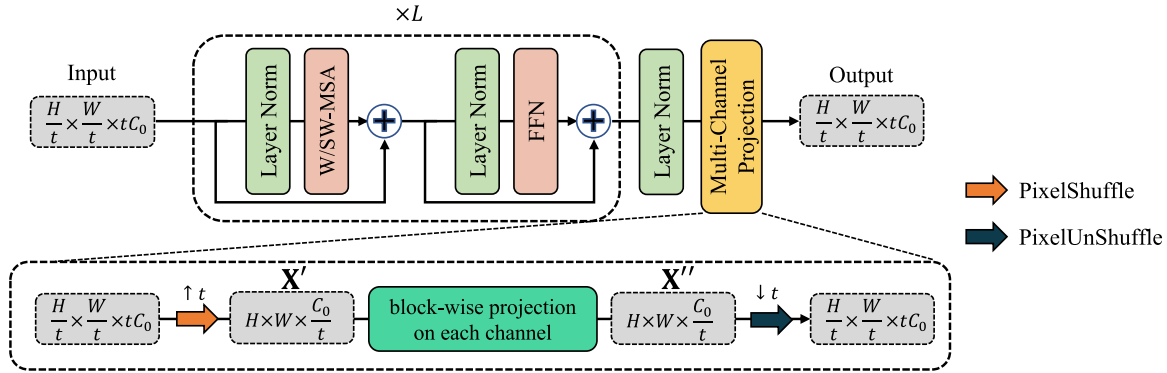 ×L
Input
H/t × W/t × tC₀
Layer Norm
W/SW-MSA
Layer Norm
FFN
Layer Norm
Multi-Channel
Projection
Output
H/t × W/t × tC₀
PixelShuffle
PixelUnShuffle
X′
X″
H/t × W/t × tC₀
↑ t
H × W × C₀/t
block-wise projection
on each channel
H × W × C₀/t
↓ t
H/t × W/t × tC₀